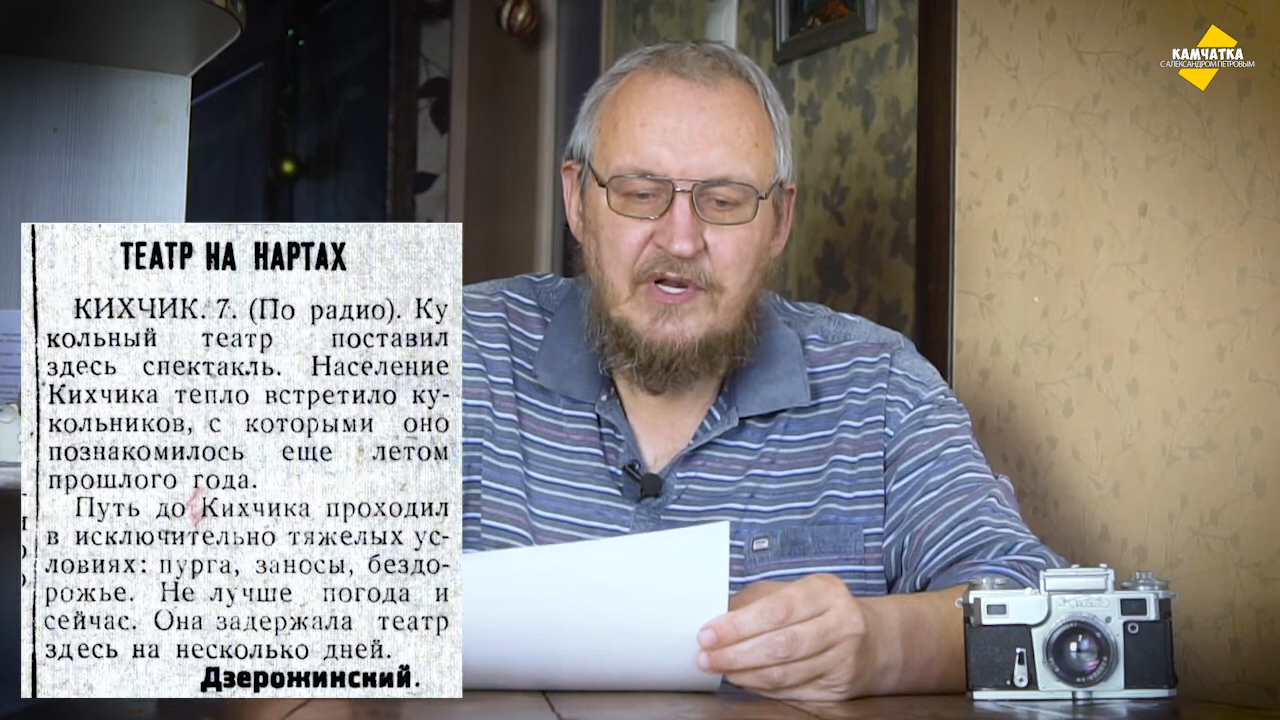 КАМЧАТКА
С АЛЕКСАНДРОМ ПЕТРОВЫМ
ТЕАТР НА НАРТАХ
КИХЧИК. 7. (По радио). Ку
кольный театр поставил
здесь спектакль. Население
Кихчика тепло встретило ку-
кольников, с которыми оно
познакомилось еще летом
прошлого года.
Путь до Кихчика проходил
в исключительно тяжелых ус-
ловиях: пурга, заносы, бездо-
рожье. Не лучше погода и
сейчас. Она задержала театр
здесь на несколько дней.
Дзерожинский.